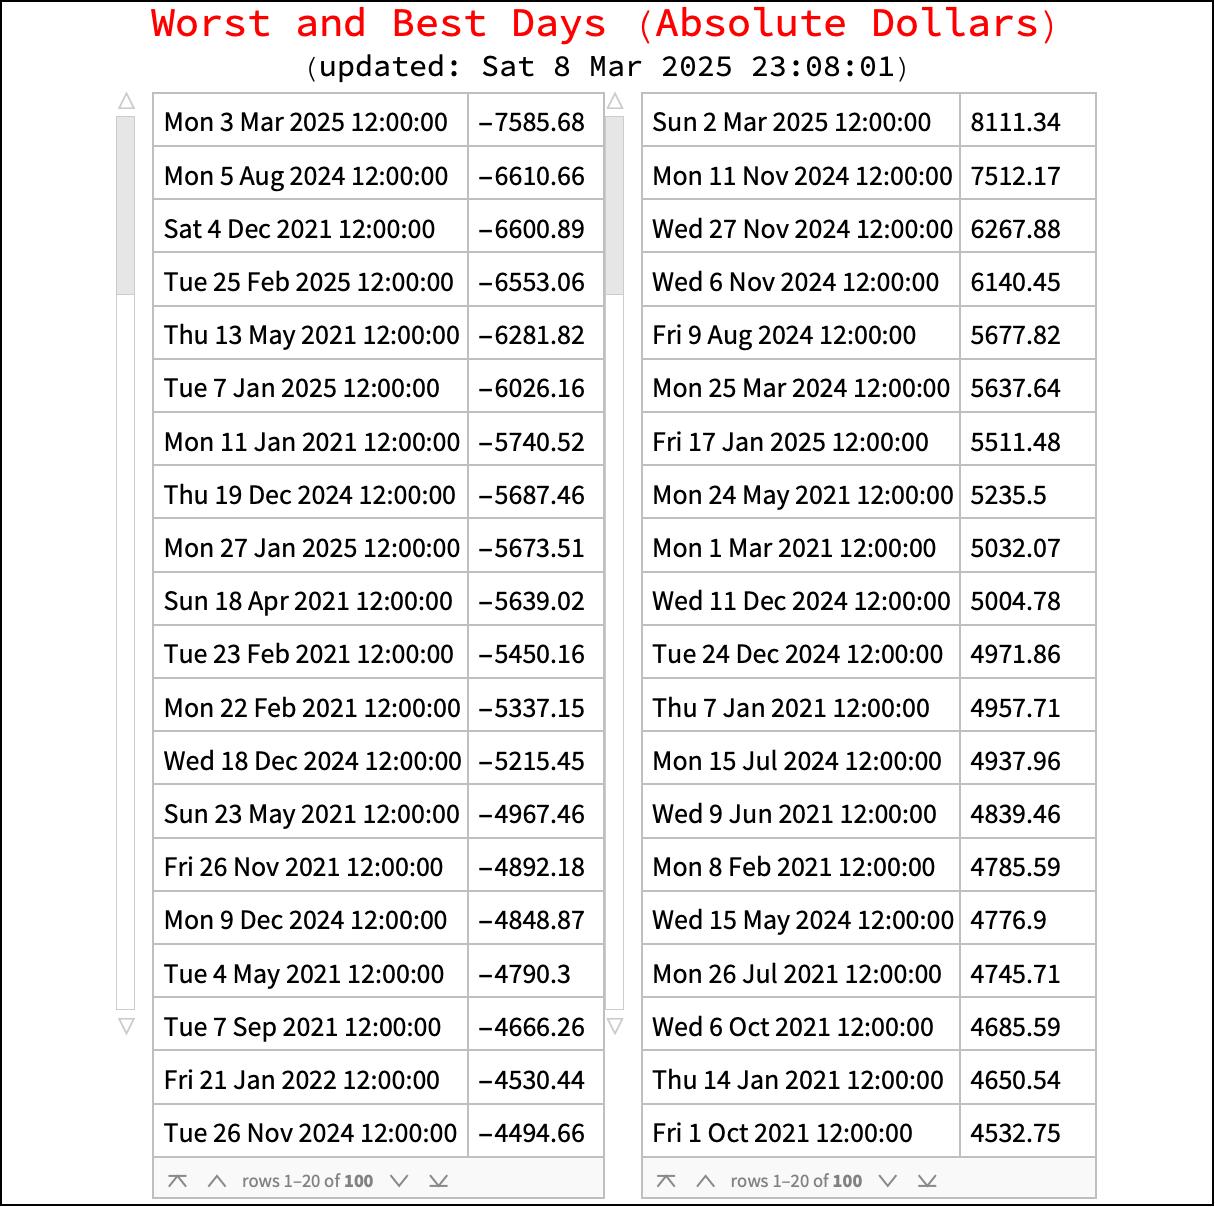 Worst and Best Days (Absolute Dollars)
(updated: Sat 8 Mar 2025 23:08:01)
Mon 3 Mar 2025 12:00:00 −7585.68
Mon 5 Aug 2024 12:00:00 −6610.66
Sat 4 Dec 2021 12:00:00 −6600.89
Tue 25 Feb 2025 12:00:00 −6553.06
Thu 13 May 2021 12:00:00 −6281.82
Tue 7 Jan 2025 12:00:00 −6026.16
Mon 11 Jan 2021 12:00:00 −5740.52
Thu 19 Dec 2024 12:00:00 −5687.46
Mon 27 Jan 2025 12:00:00 −5673.51
Sun 18 Apr 2021 12:00:00 −5639.02
Tue 23 Feb 2021 12:00:00 −5450.16
Mon 22 Feb 2021 12:00:00 −5337.15
Wed 18 Dec 2024 12:00:00 −5215.45
Sun 23 May 2021 12:00:00 −4967.46
Fri 26 Nov 2021 12:00:00 −4892.18
Mon 9 Dec 2024 12:00:00 −4848.87
Tue 4 May 2021 12:00:00 −4790.3
Tue 7 Sep 2021 12:00:00 −4666.26
Fri 21 Jan 2022 12:00:00 −4530.44
Tue 26 Nov 2024 12:00:00 −4494.66
rows 1–20 of 100
Sun 2 Mar 2025 12:00:00 8111.34
Mon 11 Nov 2024 12:00:00 7512.17
Wed 27 Nov 2024 12:00:00 6267.88
Wed 6 Nov 2024 12:00:00 6140.45
Fri 9 Aug 2024 12:00:00 5677.82
Mon 25 Mar 2024 12:00:00 5637.64
Fri 17 Jan 2025 12:00:00 5511.48
Mon 24 May 2021 12:00:00 5235.5
Mon 1 Mar 2021 12:00:00 5032.07
Wed 11 Dec 2024 12:00:00 5004.78
Tue 24 Dec 2024 12:00:00 4971.86
Thu 7 Jan 2021 12:00:00 4957.71
Mon 15 Jul 2024 12:00:00 4937.96
Wed 9 Jun 2021 12:00:00 4839.46
Mon 8 Feb 2021 12:00:00 4785.59
Wed 15 May 2024 12:00:00 4776.9
Mon 26 Jul 2021 12:00:00 4745.71
Wed 6 Oct 2021 12:00:00 4685.59
Thu 14 Jan 2021 12:00:00 4650.54
Fri 1 Oct 2021 12:00:00 4532.75
rows 1–20 of 100